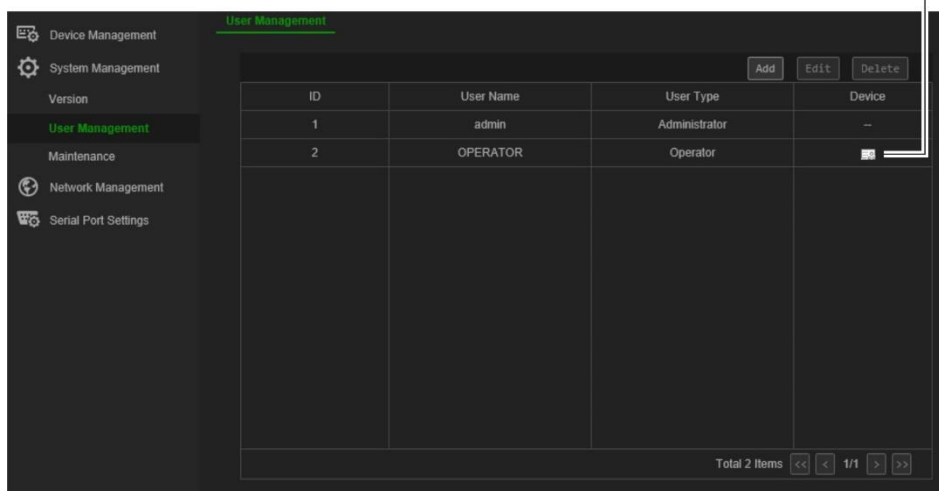 Device Management
System Management
Version
User Management
Maintenance
Network Management
Serial Port Settings
User Management
Add Edit Delete
ID User Name User Type Device
1 admin Administrator --
2 OPERATOR Operator
Total 2 Items << < 1/1 > >>